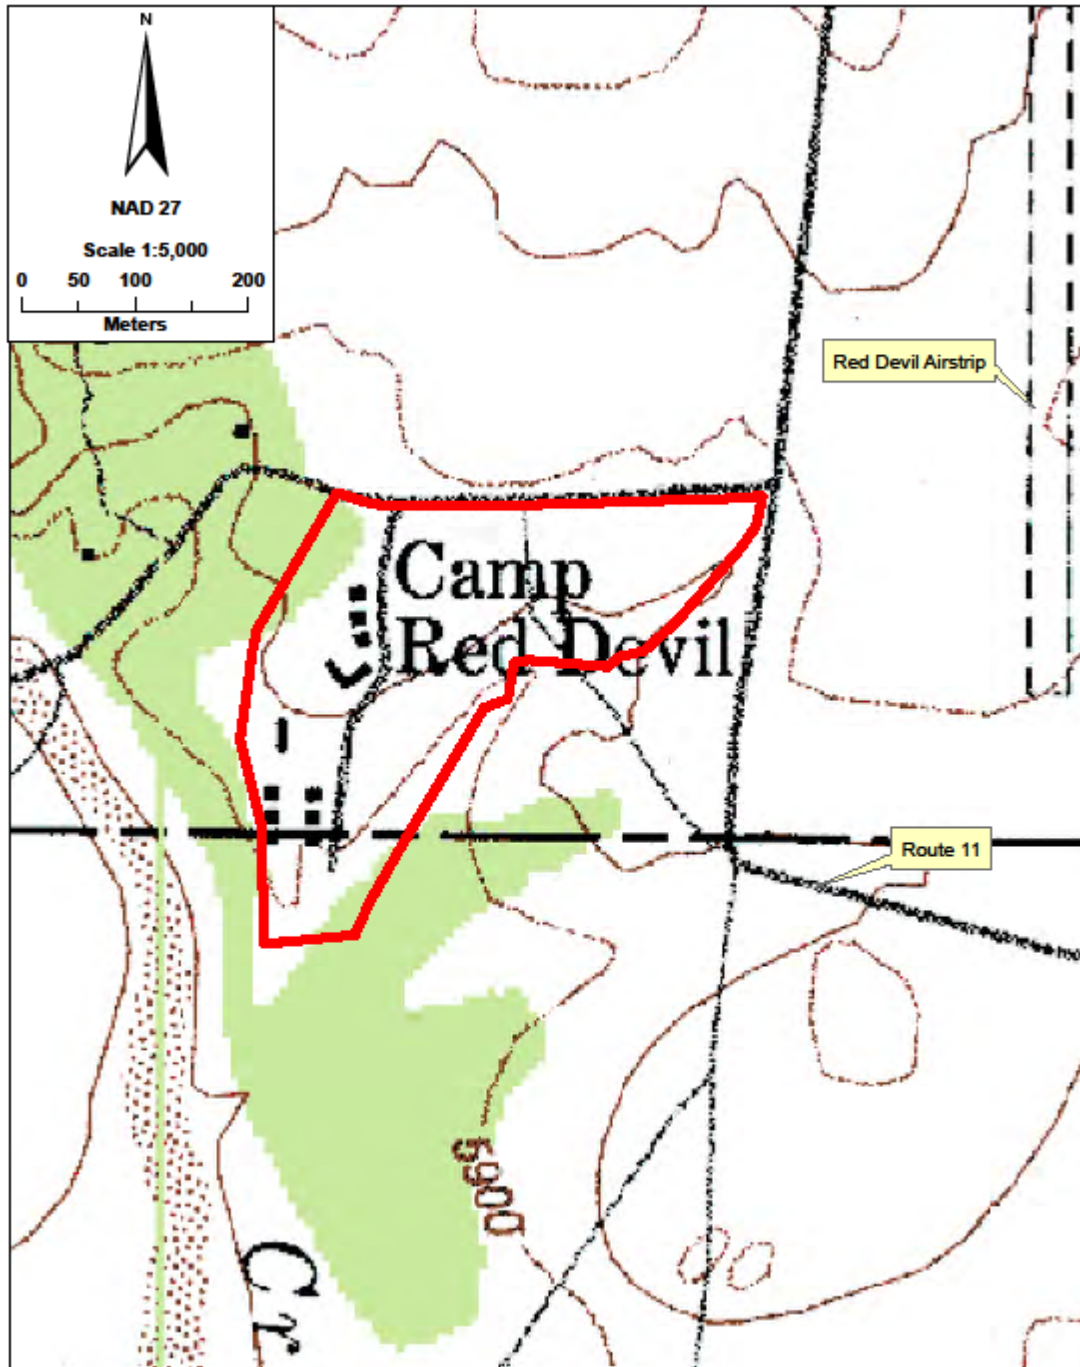 N
NAD 27
Scale 1:5,000
0 50 100 200
Meters
Red Devil Airstrip
Camp
Red Devil
Route 11
5900
Cr